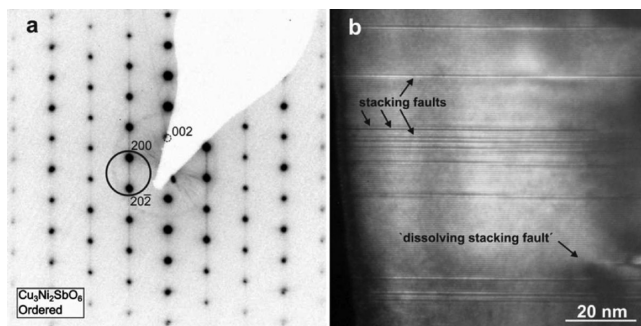 a
002
200
202̄
Cu₃Ni₂SbO₆
Ordered
b
stacking faults
`dissolving stacking fault´
20 nm